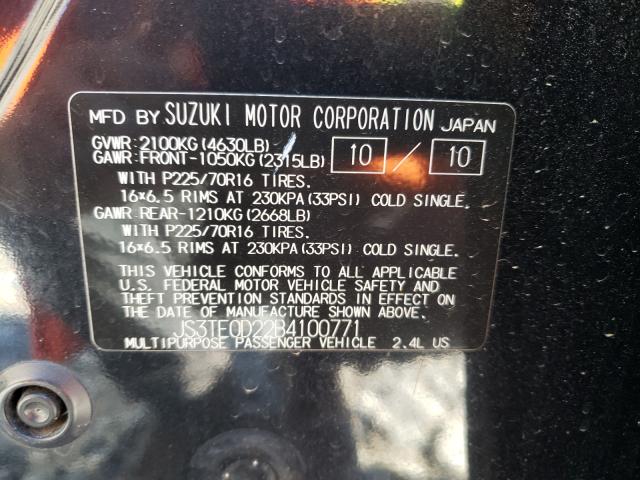 MFD BY SUZUKI MOTOR CORPORATION JAPAN
GVWR:2100KG(4630LB)
GAWR:FRONT-1050KG(2315LB) 10 / 10
WITH P225/70R16 TIRES.
16×6.5 RIMS AT 230KPA(33PSI) COLD SINGLE.
GAWR:REAR-1210KG(2668LB)
WITH P225/70R16 TIRES.
16×6.5 RIMS AT 230KPA(33PSI) COLD SINGLE.
THIS VEHICLE CONFORMS TO ALL APPLICABLE
U.S. FEDERAL MOTOR VEHICLE SAFETY AND
THEFT PREVENTION STANDARDS IN EFFECT ON
THE DATE OF MANUFACTURE SHOWN ABOVE.
JS3TE0D22B4100771
MULTIPURPOSE PASSENGER VEHICLE 2.4L US